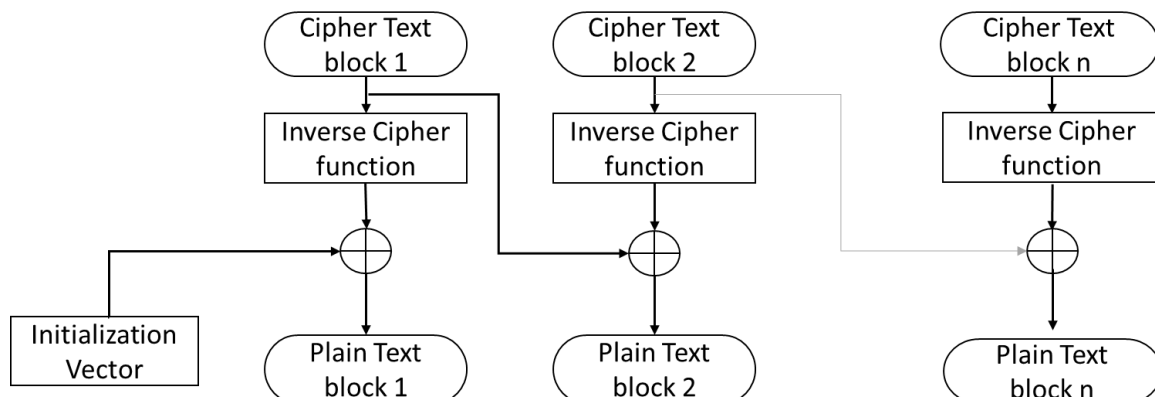 Cipher Text
block 1
Cipher Text
block 2
Cipher Text
block n
Inverse Cipher
function
Inverse Cipher
function
Inverse Cipher
function
Initialization
Vector
Plain Text
block 1
Plain Text
block 2
Plain Text
block n